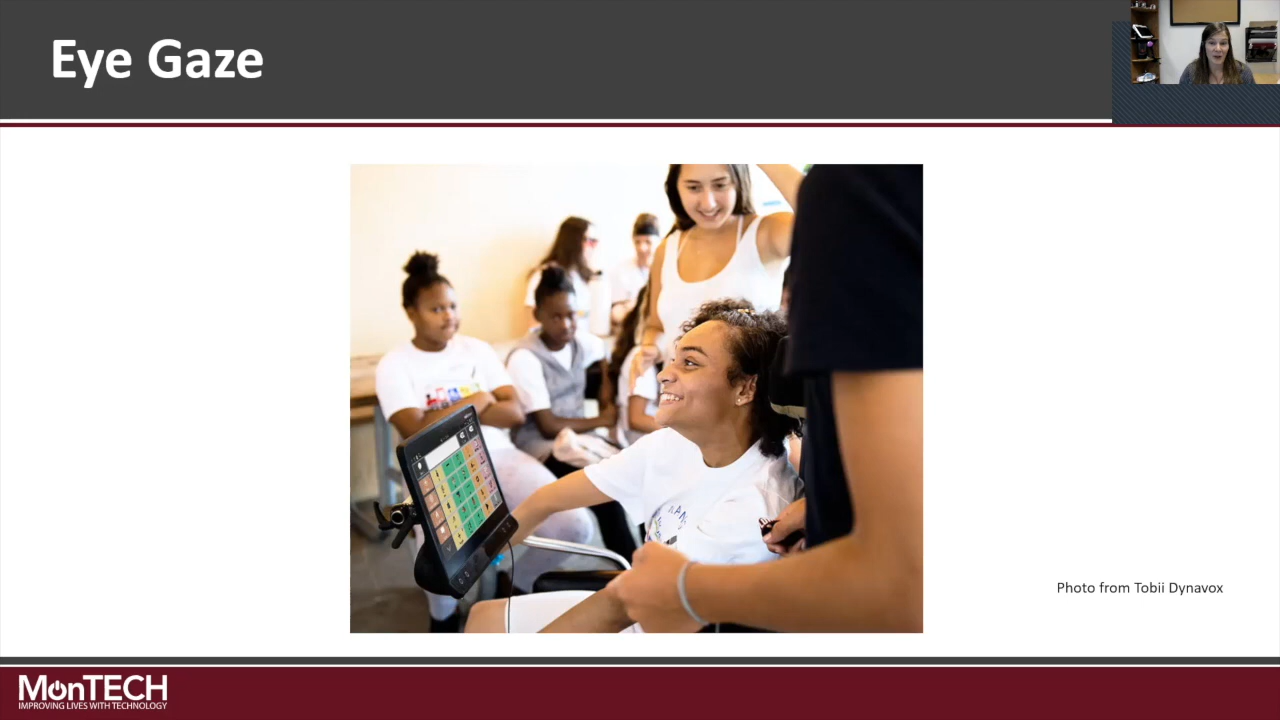 Eye Gaze
Photo from Tobii Dynavox
MonTECH
IMPROVING LIVES WITH TECHNOLOGY